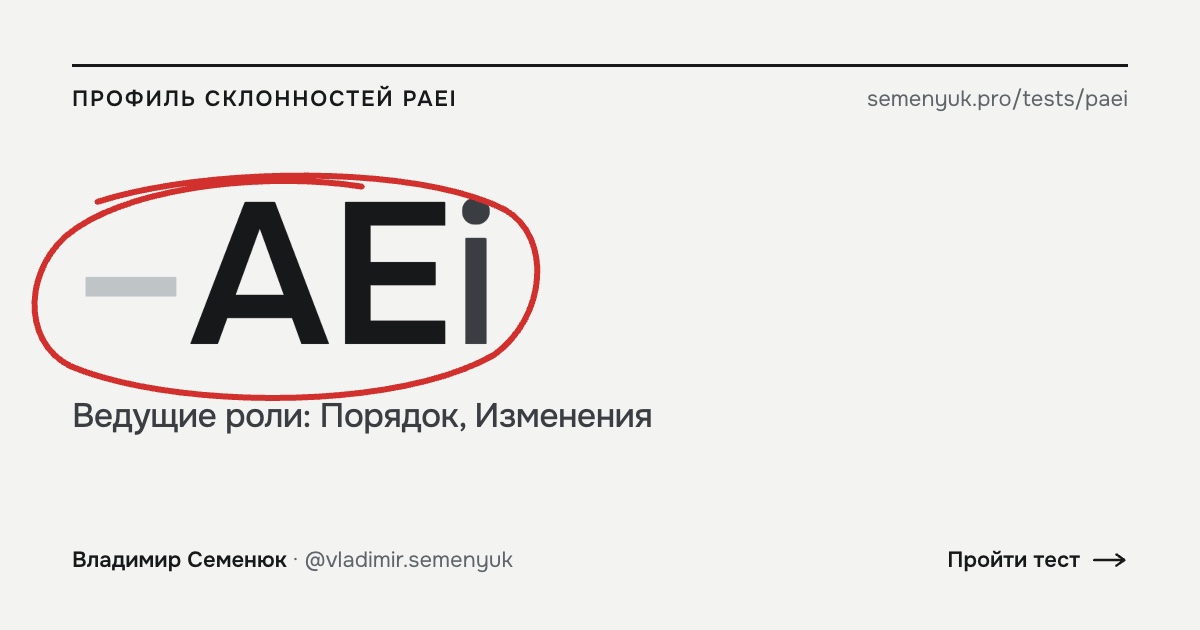 ПРОФИЛЬ СКЛОННОСТЕЙ PAEI
semenyuk.pro/tests/paei
–AEi
Ведущие роли: Порядок, Изменения
Владимир Семенюк · @vladimir.semenyuk
Пройти тест →